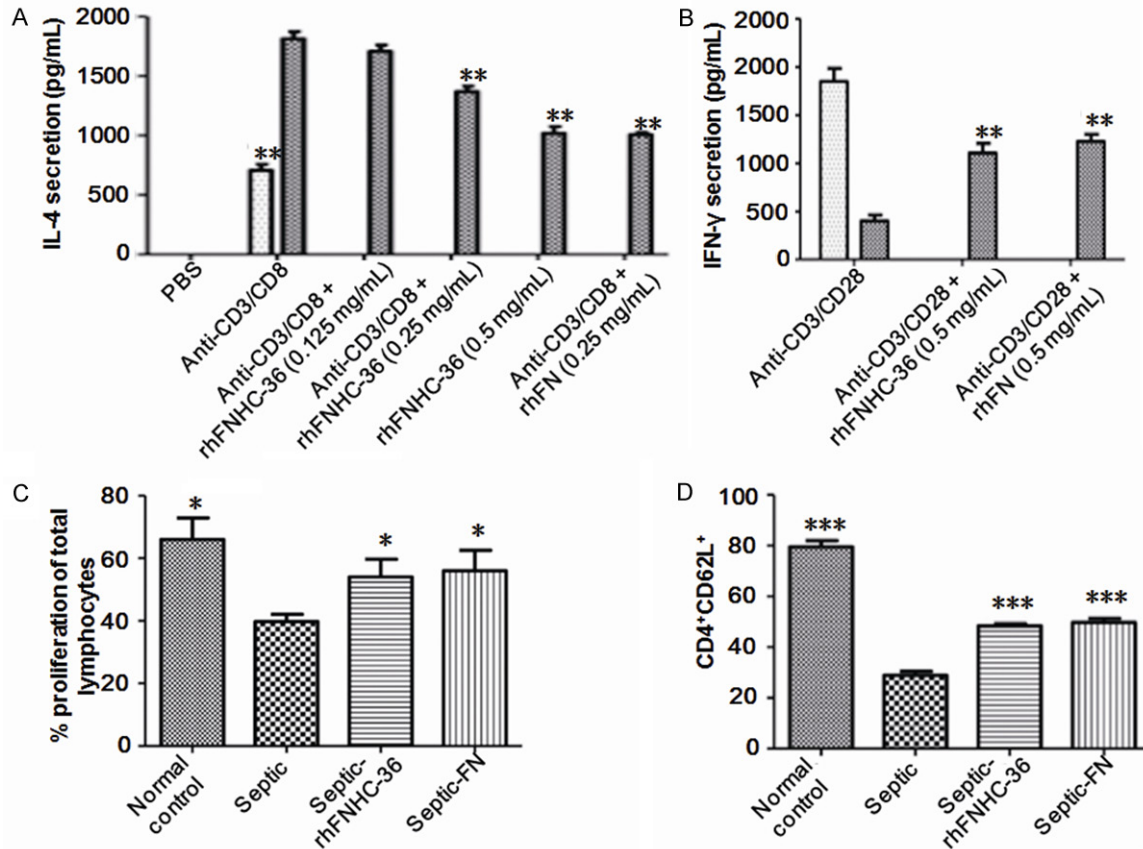 A
IL-4 secretion (pg/mL)
2000
1500
1000
500
0
**
**
**
**
PBS
Anti-CD3/CD8
Anti-CD3/CD8 +
rhFNHC-36 (0.125 mg/mL)
Anti-CD3/CD8 +
rhFNHC-36 (0.25 mg/mL)
rhFNHC-36 (0.5 mg/mL)
Anti-CD3/CD8 +
rhFN (0.25 mg/mL)
B
IFN-γ secretion (pg/mL)
2000
1500
1000
500
0
**
**
Anti-CD3/CD28
Anti-CD3/CD28 +
rhFNHC-36 (0.5 mg/mL)
Anti-CD3/CD28 +
rhFN (0.5 mg/mL)
C
% proliferation of total
lymphocytes
80
60
40
20
0
*
*
*
Normal
control
Septic
Septic-
rhFNHC-36
Septic-FN
D
CD4⁺CD62L⁺
100
80
60
40
20
0
***
***
***
Normal
control
Septic
Septic-
rhFNHC-36
Septic-FN